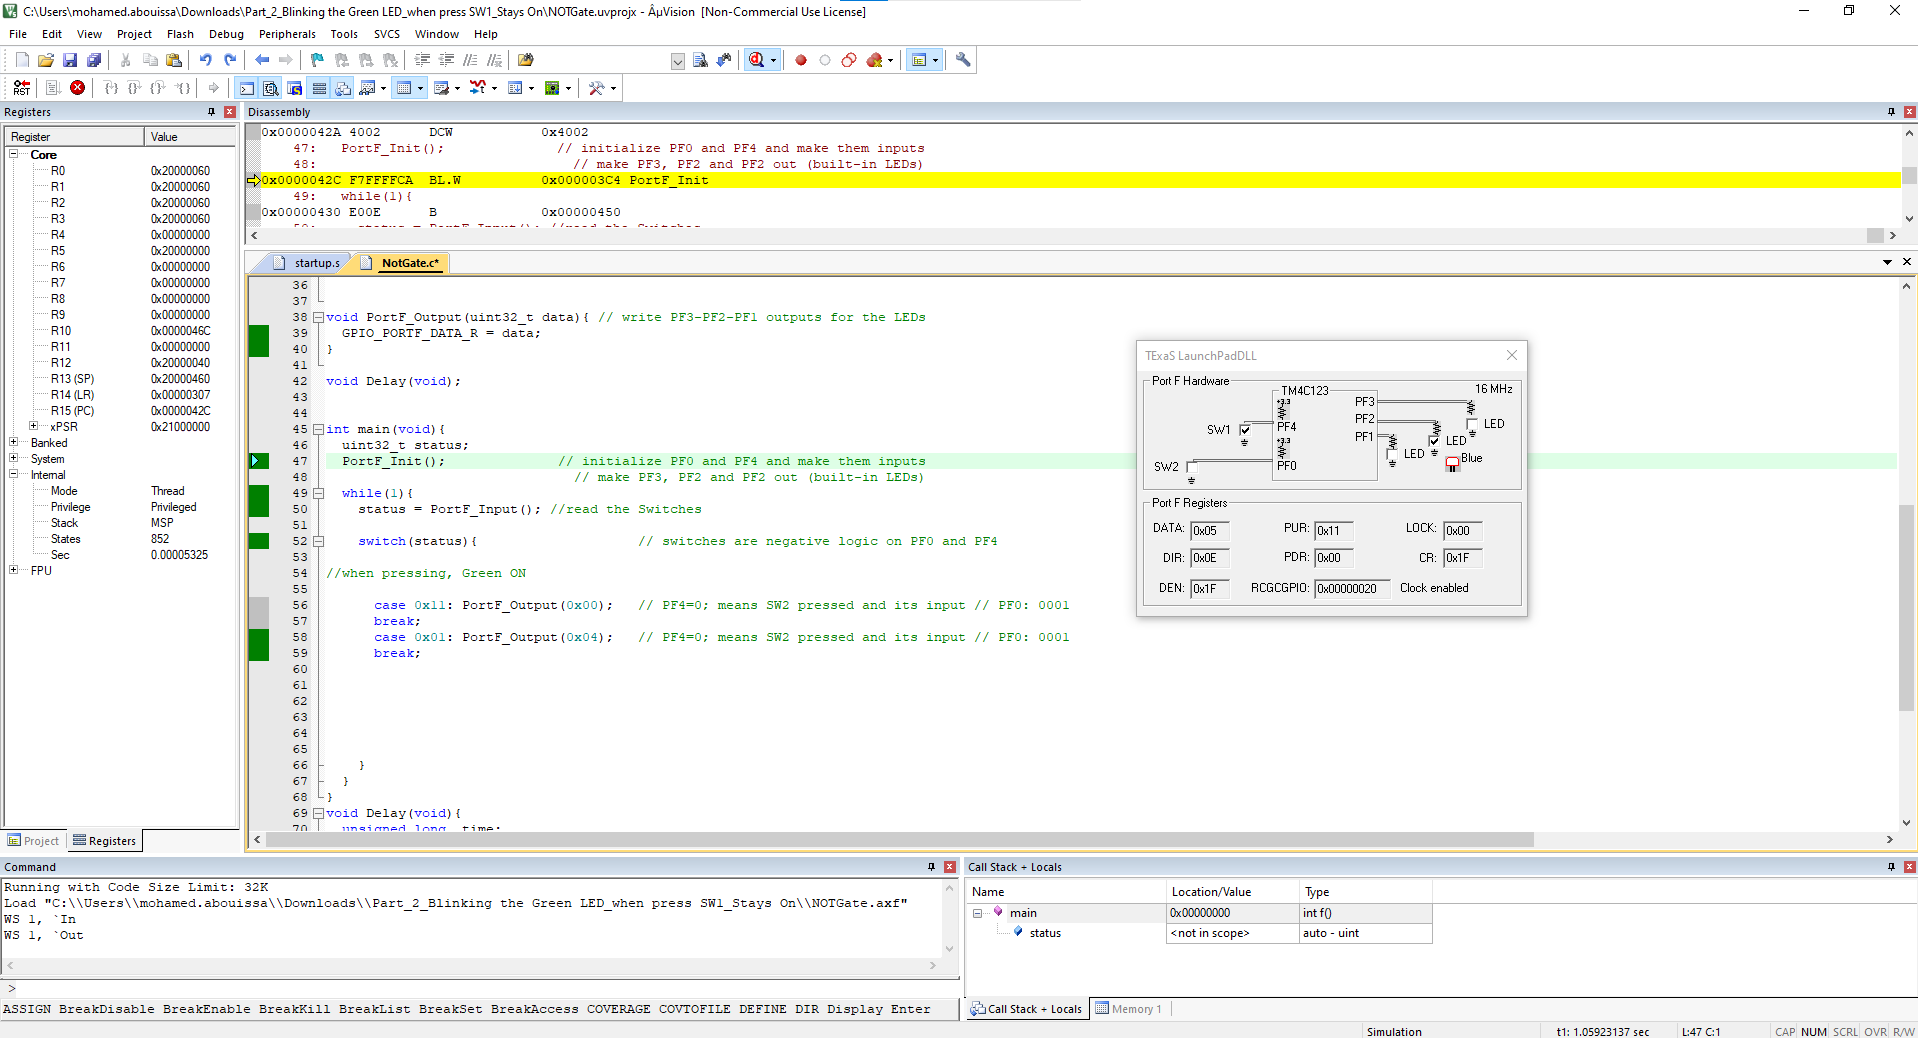 C:\Users\mohamed.abouissa\Downloads\Part_2_Blinking the Green LED_when press SW1_Stays On\NOTGate.uvprojx - ÂµVision  [Non-Commercial Use License]
File Edit View Project Flash Debug Peripherals Tools SVCS Window Help
Registers
Register Value
Core
R0 0x20000060
R1 0x20000060
R2 0x20000060
R3 0x20000060
R4 0x00000000
R5 0x20000000
R6 0x00000000
R7 0x00000000
R8 0x00000000
R9 0x00000000
R10 0x0000046C
R11 0x00000000
R12 0x20000040
R13 (SP) 0x20000460
R14 (LR) 0x00000307
R15 (PC) 0x0000042C
xPSR 0x21000000
Banked
System
Internal
Mode Thread
Privilege Privileged
Stack MSP
States 852
Sec 0.00005325
FPU
Project Registers
Disassembly
0x0000042A 4002 DCW 0x4002
47: PortF_Init(); // initialize PF0 and PF4 and make them inputs
48: // make PF3, PF2 and PF2 out (built-in LEDs)
0x0000042C F7FFFFCA BL.W 0x000003C4 PortF_Init
49: while(1){
0x00000430 E00E B 0x00000450
50: status = PortF_Input(); //read the Switches
startup.s NotGate.c*
36
37
38 void PortF_Output(uint32_t data){ // write PF3-PF2-PF1 outputs for the LEDs
39 GPIO_PORTF_DATA_R = data;
40 }
41
42 void Delay(void);
43
44
45 int main(void){
46 uint32_t status;
47 PortF_Init(); // initialize PF0 and PF4 and make them inputs
48 // make PF3, PF2 and PF2 out (built-in LEDs)
49 while(1){
50 status = PortF_Input(); //read the Switches
51
52 switch(status){ // switches are negative logic on PF0 and PF4
53
54 //when pressing, Green ON
55
56 case 0x11: PortF_Output(0x00); // PF4=0; means SW2 pressed and its input // PF0: 0001
57 break;
58 case 0x01: PortF_Output(0x04); // PF4=0; means SW2 pressed and its input // PF0: 0001
59 break;
60
61
62
63
64
65
66 }
67 }
68 }
69 void Delay(void){
70 unsigned long time;
TExaS LaunchPadDLL
Port F Hardware
TM4C123
16 MHz
+3.3
PF3
PF2
PF1
PF4
SW1
+3.3
PF0
SW2
LED
LED
LED
Blue
Port F Registers
DATA: 0x05 PUR: 0x11 LOCK: 0x00
DIR: 0x0E PDR: 0x00 CR: 0x1F
DEN: 0x1F RCGCGPIO: 0x00000020 Clock enabled
Command
Running with Code Size Limit: 32K
Load "C:\\Users\\mohamed.abouissa\\Downloads\\Part_2_Blinking the Green LED_when press SW1_Stays On\\NOTGate.axf"
WS 1, `In
WS 1, `Out
>
ASSIGN BreakDisable BreakEnable BreakKill BreakList BreakSet BreakAccess COVERAGE COVTOFILE DEFINE DIR Display Enter
Call Stack + Locals
Name Location/Value Type
main 0x00000000 int f()
status <not in scope> auto - uint
Call Stack + Locals Memory 1
Simulation t1: 1.05923137 sec L:47 C:1 CAP NUM SCRL OVR R/W